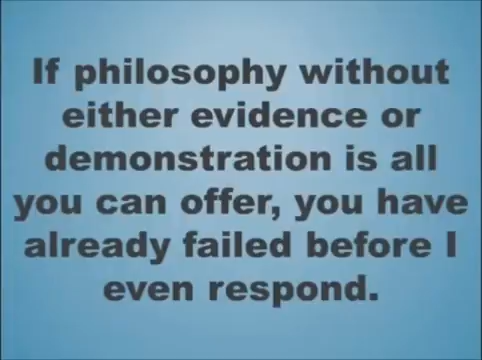 If philosophy without
either evidence or
demonstration is all
you can offer, you have
already failed before I
even respond.